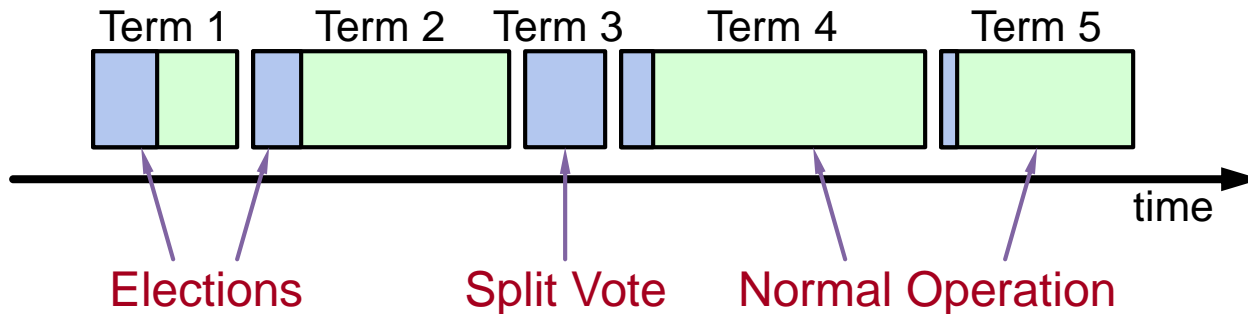 Term 1 Term 2 Term 3 Term 4 Term 5
time
Elections Split Vote Normal Operation